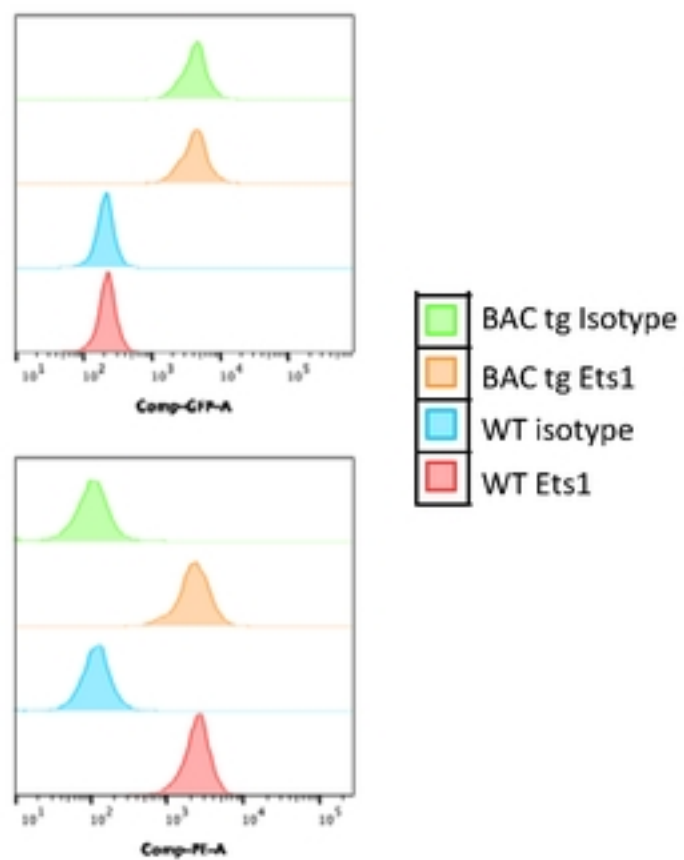 10¹ 10² 10³ 10⁴ 10⁵
Comp-GFP-A
BAC tg Isotype
BAC tg Ets1
WT isotype
WT Ets1
10¹ 10² 10³ 10⁴ 10⁵
Comp-PE-A